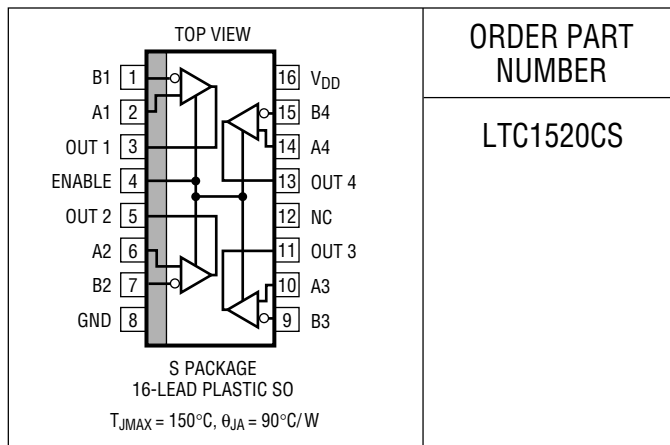 TOP VIEW
B1 1
A1 2
OUT 1 3
ENABLE 4
OUT 2 5
A2 6
B2 7
GND 8
16 VDD
15 B4
14 A4
13 OUT 4
12 NC
11 OUT 3
10 A3
9 B3
S PACKAGE
16-LEAD PLASTIC SO
TJMAX = 150°C, θJA = 90°C/W
ORDER PART
NUMBER
LTC1520CS